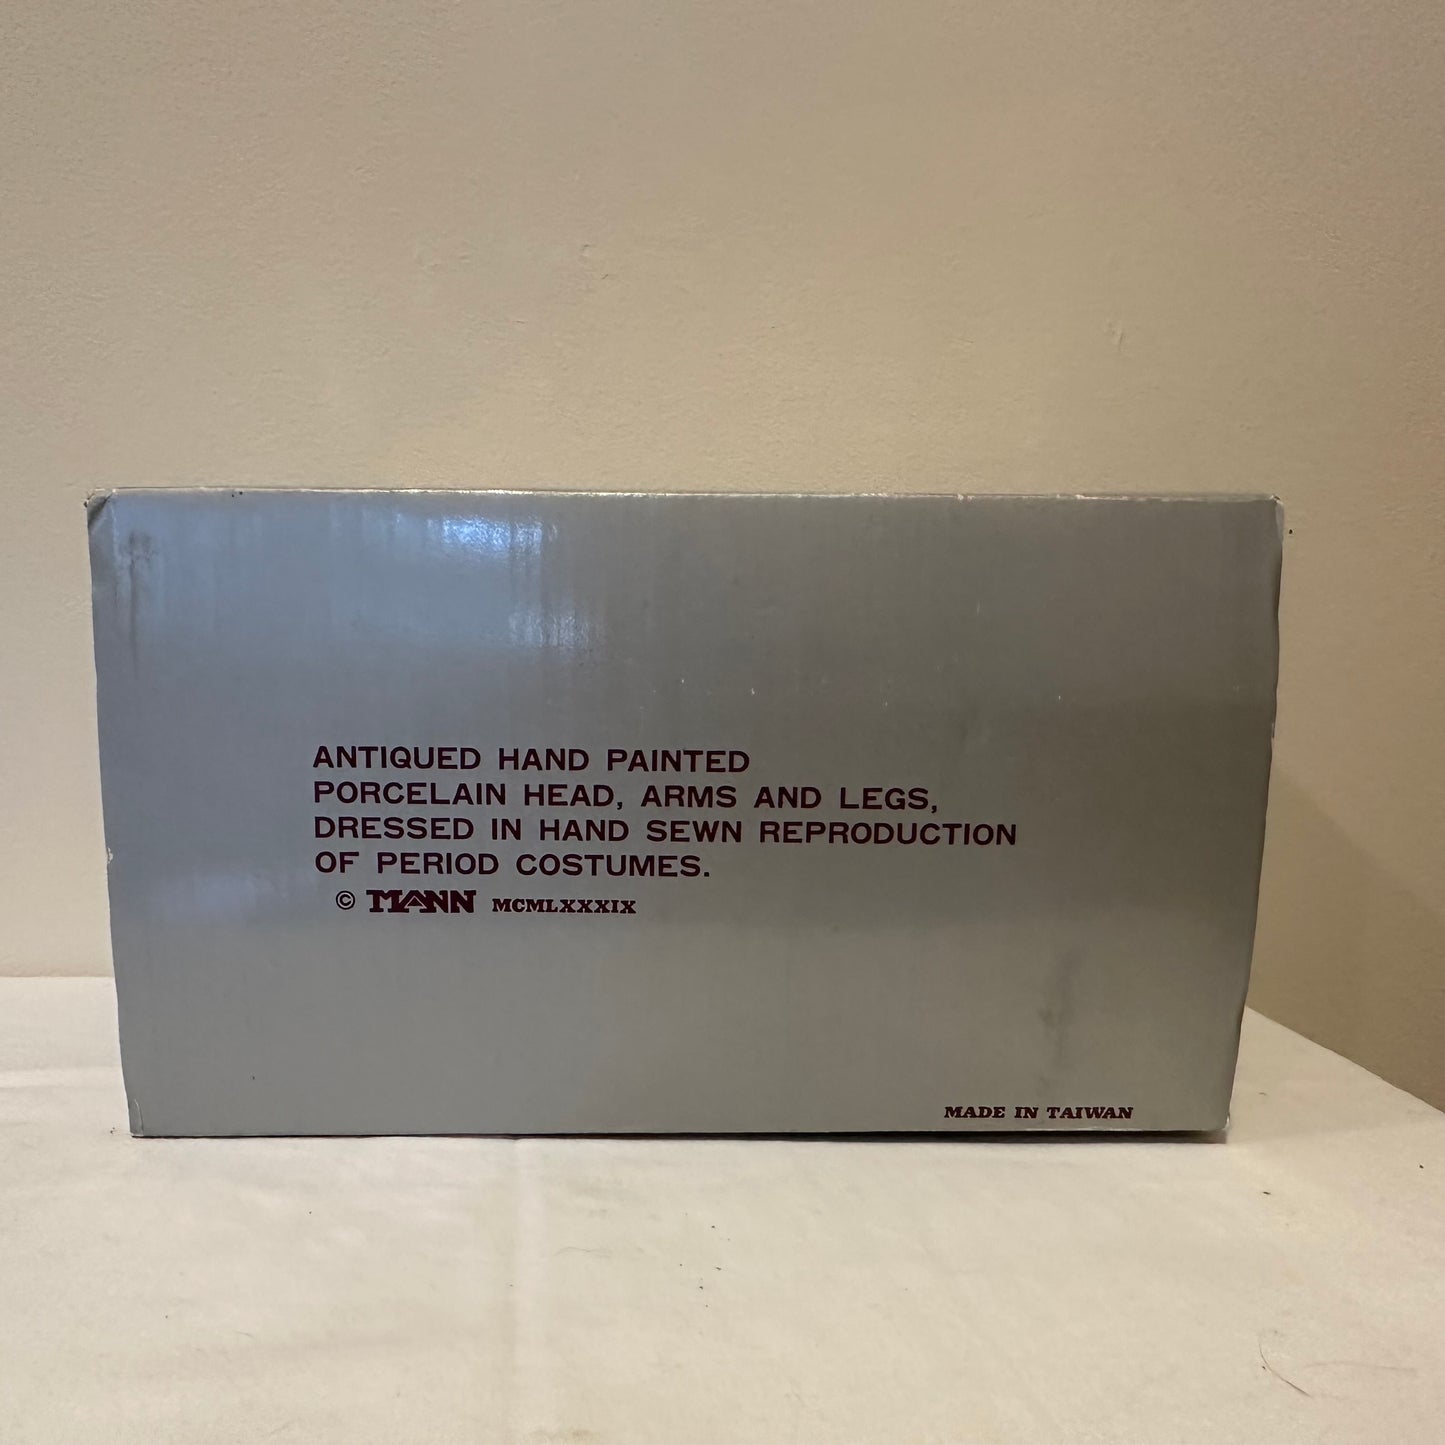 ANTIQUED HAND PAINTED
PORCELAIN HEAD, ARMS AND LEGS,
DRESSED IN HAND SEWN REPRODUCTION
OF PERIOD COSTUMES.
© MANN MCMLXXXIX
MADE IN TAIWAN